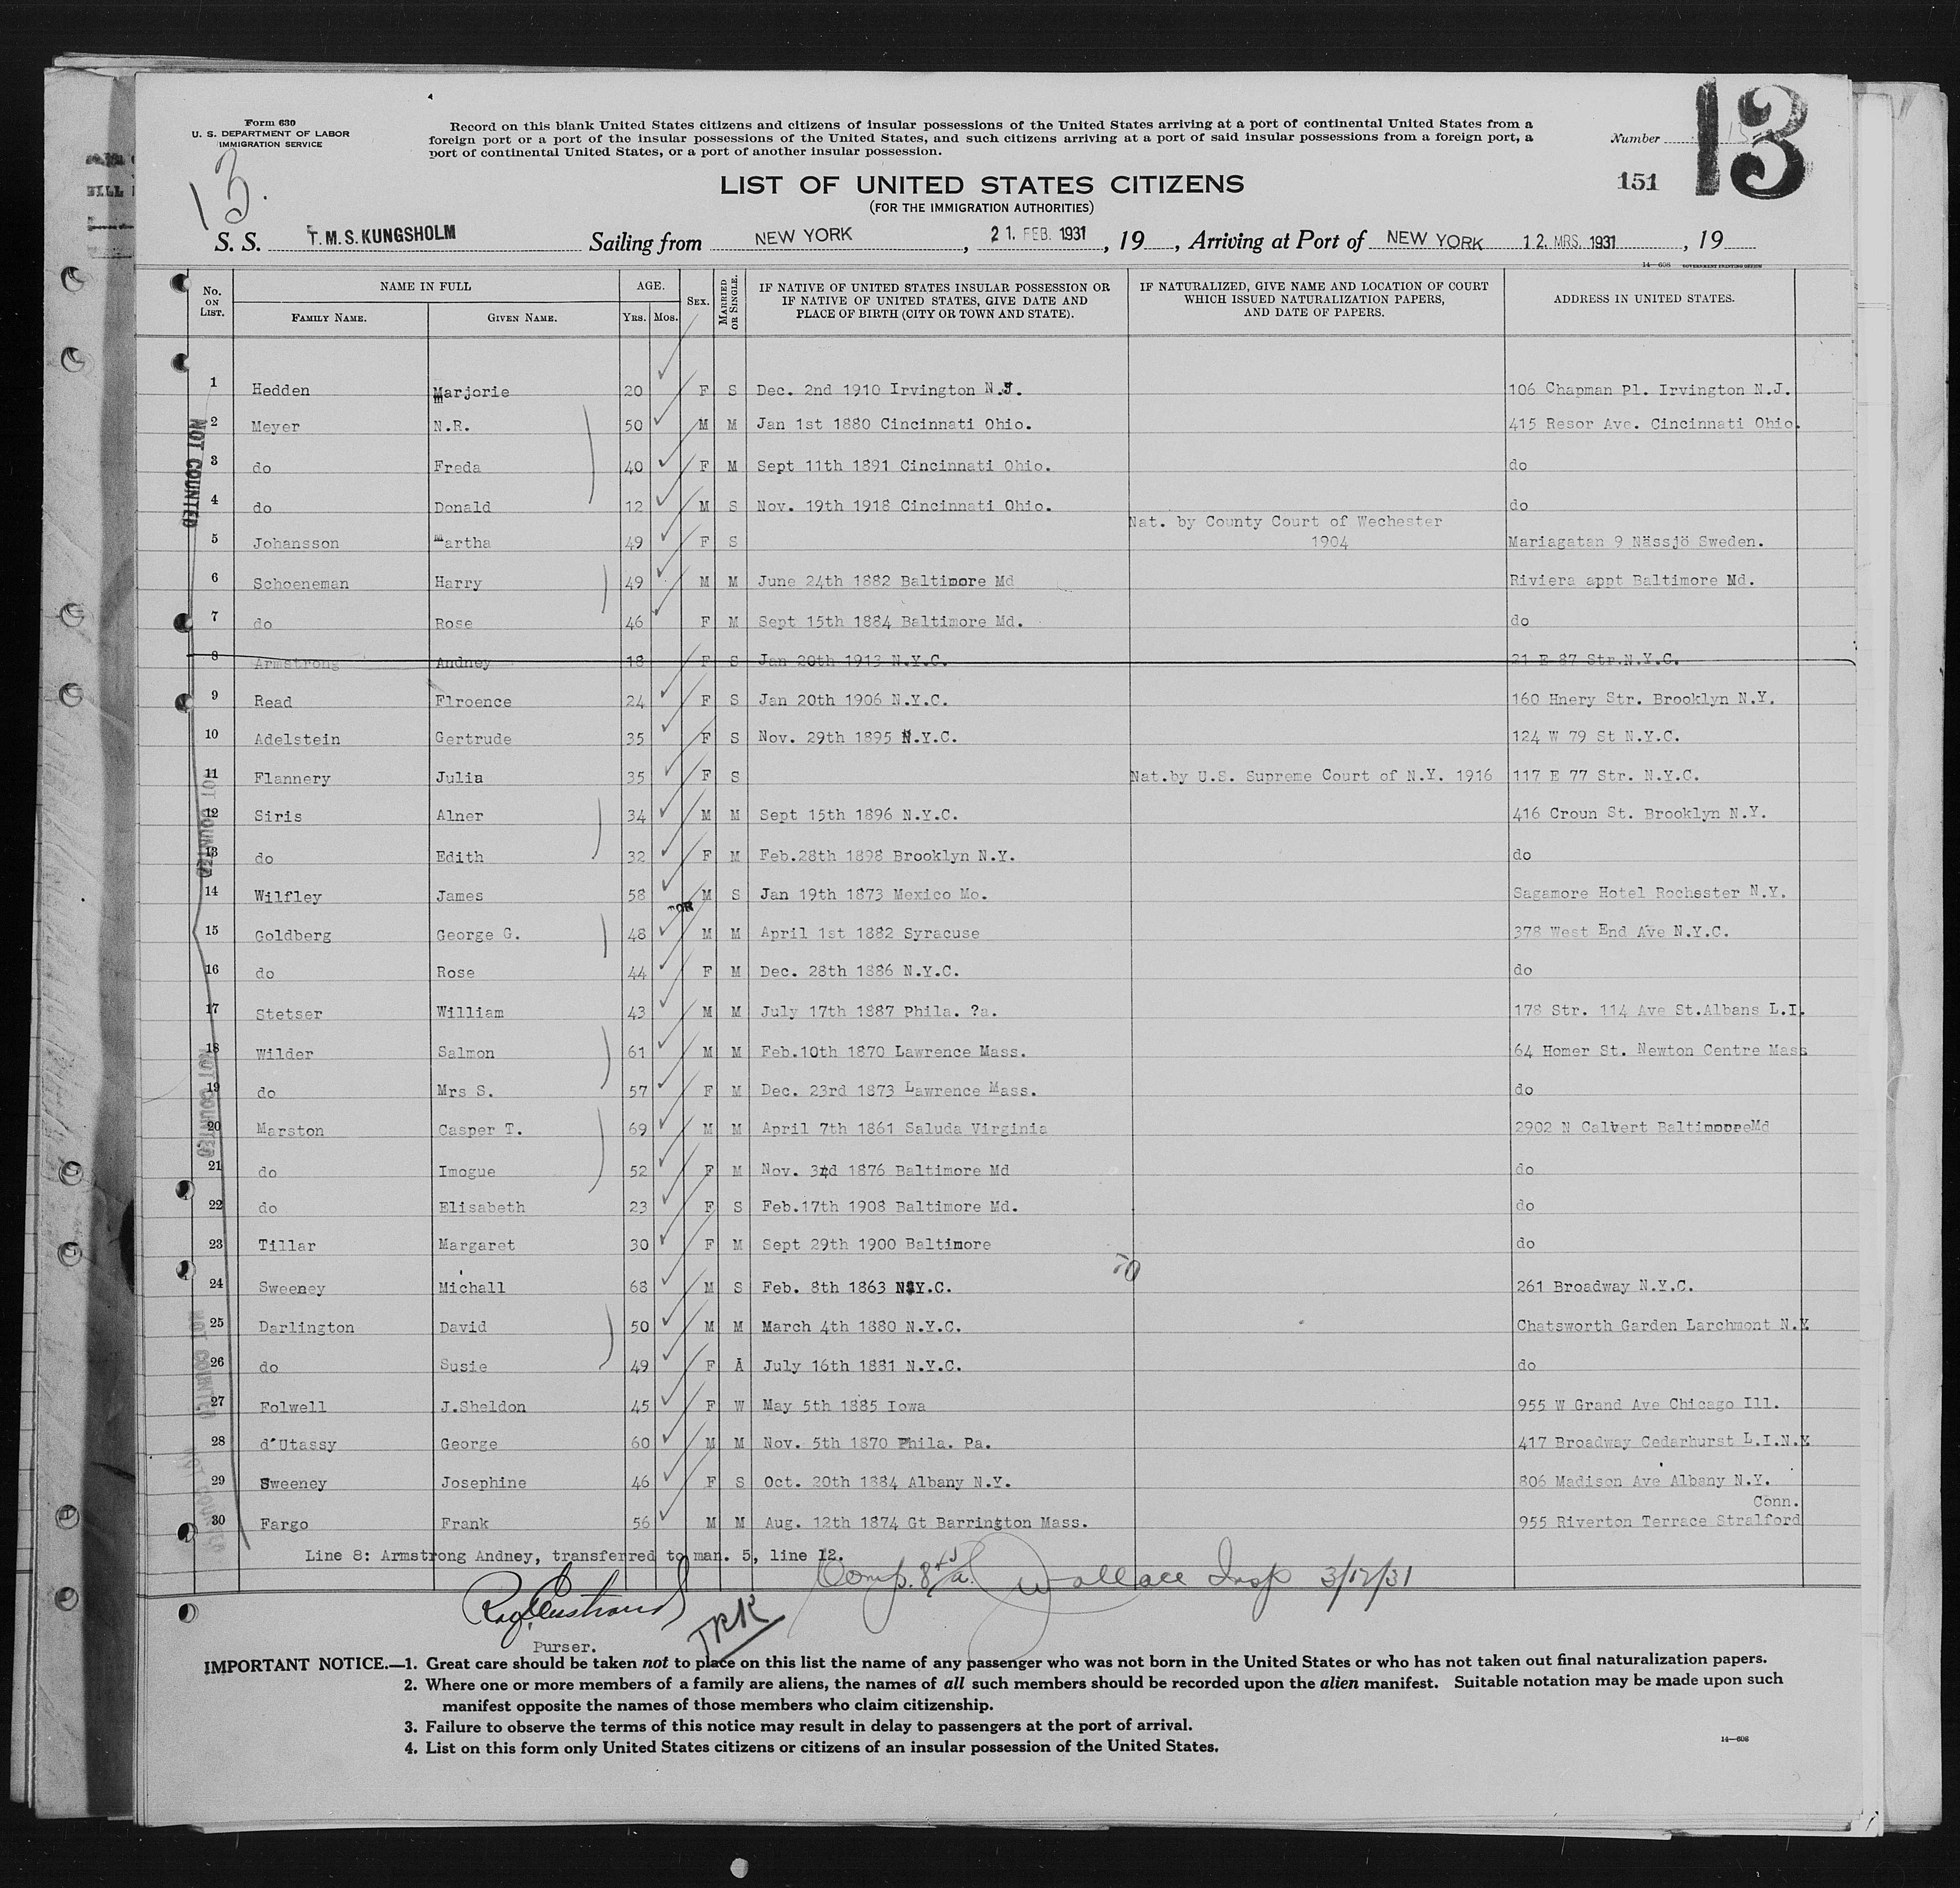 Form 630
U. S. DEPARTMENT OF LABOR
IMMIGRATION SERVICE
Record on this blank United States citizens and citizens of insular possessions of the United States arriving at a port of continental United States from a
foreign port or a port of the insular possessions of the United States, and such citizens arriving at a port of said insular possessions from a foreign port, a
port of continental United States, or a port of another insular possession.
Number
13
13.
151
LIST OF UNITED STATES CITIZENS
(FOR THE IMMIGRATION AUTHORITIES)
S. S. T.M.S. KUNGSHOLM Sailing from NEW YORK, 21. FEB. 1931, 19 , Arriving at Port of NEW YORK 12 MRS. 1931, 19
14—608 GOVERNMENT PRINTING OFFICE
No. ON LIST. NAME IN FULL FAMILY NAME. GIVEN NAME. AGE. YRS. MOS. SEX. MARRIED OR SINGLE. IF NATIVE OF UNITED STATES INSULAR POSSESSION OR IF NATIVE OF UNITED STATES, GIVE DATE AND PLACE OF BIRTH (CITY OR TOWN AND STATE). IF NATURALIZED, GIVE NAME AND LOCATION OF COURT WHICH ISSUED NATURALIZATION PAPERS, AND DATE OF PAPERS. ADDRESS IN UNITED STATES.
1 Hedden Marjorie 20 F S Dec. 2nd 1910 Irvington N.J. 106 Chapman Pl. Irvington N.J.
2 Meyer N.R. 50 M M Jan 1st 1880 Cincinnati Ohio. 415 Resor Ave. Cincinnati Ohio.
3 do Freda 40 F M Sept 11th 1891 Cincinnati Ohio. do
4 do Donald 12 M S Nov. 19th 1918 Cincinnati Ohio. do
5 Johansson Martha 49 F S Nat. by County Court of Wechester 1904 Mariagatan 9 Nässjö Sweden.
6 Schoeneman Harry 49 M M June 24th 1882 Baltimore Md Riviera appt Baltimore Md.
7 do Rose 46 F M Sept 15th 1884 Baltimore Md. do
8 Armstrong Andney 18 F S Jan 20th 1913 N.Y.C. 21 E 87 Str.N.Y.C.
9 Read Flroence 24 F S Jan 20th 1906 N.Y.C. 160 Hnery Str. Brooklyn N.Y.
10 Adelstein Gertrude 35 F S Nov. 29th 1895 N.Y.C. 124 W 79 St N.Y.C.
11 Flannery Julia 35 F S Nat.by U.S. Supreme Court of N.Y. 1916 117 E 77 Str. N.Y.C.
12 Siris Alner 34 M M Sept 15th 1896 N.Y.C. 416 Croun St. Brooklyn N.Y.
13 do Edith 32 F M Feb.28th 1898 Brooklyn N.Y. do
14 Wilfley James 58 M S Jan 19th 1873 Mexico Mo. Sagamore Hotel Rochester N.Y.
15 Goldberg George G. 48 M M April 1st 1882 Syracuse 378 West End Ave N.Y.C.
16 do Rose 44 F M Dec. 28th 1886 N.Y.C. do
17 Stetser William 43 M M July 17th 1887 Phila. ?a. 178 Str. 114 Ave St.Albans L.I.
18 Wilder Salmon 61 M M Feb.10th 1870 Lawrence Mass. 64 Homer St. Newton Centre Mass
19 do Mrs S. 57 F M Dec. 23rd 1873 Lawrence Mass. do
20 Marston Casper T. 69 M M April 7th 1861 Saluda Virginia 2902 N Calvert Baltimoore Md
21 do Imogue 52 F M Nov. 3rd 1876 Baltimore Md do
22 do Elisabeth 23 F S Feb.17th 1908 Baltimore Md. do
23 Tillar Margaret 30 F M Sept 29th 1900 Baltimore do
24 Sweeney Michall 68 M S Feb. 8th 1863 N.Y.C. 261 Broadway N.Y.C.
25 Darlington David 50 M M March 4th 1880 N.Y.C. Chatsworth Garden Larchmont N.Y
26 do Susie 49 F A July 16th 1881 N.Y.C. do
27 Folwell J.Sheldon 45 F W May 5th 1885 Iowa 955 W Grand Ave Chicago Ill.
28 d'Utassy George 60 M M Nov. 5th 1870 Phila. Pa. 417 Broadway Cedarhurst L.I.N.Y
29 Sweeney Josephine 46 F S Oct. 20th 1884 Albany N.Y. 806 Madison Ave Albany N.Y.
30 Fargo Frank 56 M M Aug. 12th 1874 Gt Barrington Mass. 955 Riverton Terrace Stralford Conn.
NOT COUNTED
NOT COUNTED
NOT COUNTED
NOT COUNTED
NOT COUNTED
Line 8: Armstrong Andney, transferred to man. 5, line 12.
Wallace Insp 3/12/31
Purser.
IMPORTANT NOTICE.—1. Great care should be taken not to place on this list the name of any passenger who was not born in the United States or who has not taken out final naturalization papers.
2. Where one or more members of a family are aliens, the names of all such members should be recorded upon the alien manifest. Suitable notation may be made upon such
manifest opposite the names of those members who claim citizenship.
3. Failure to observe the terms of this notice may result in delay to passengers at the port of arrival.
4. List on this form only United States citizens or citizens of an insular possession of the United States.
14—608